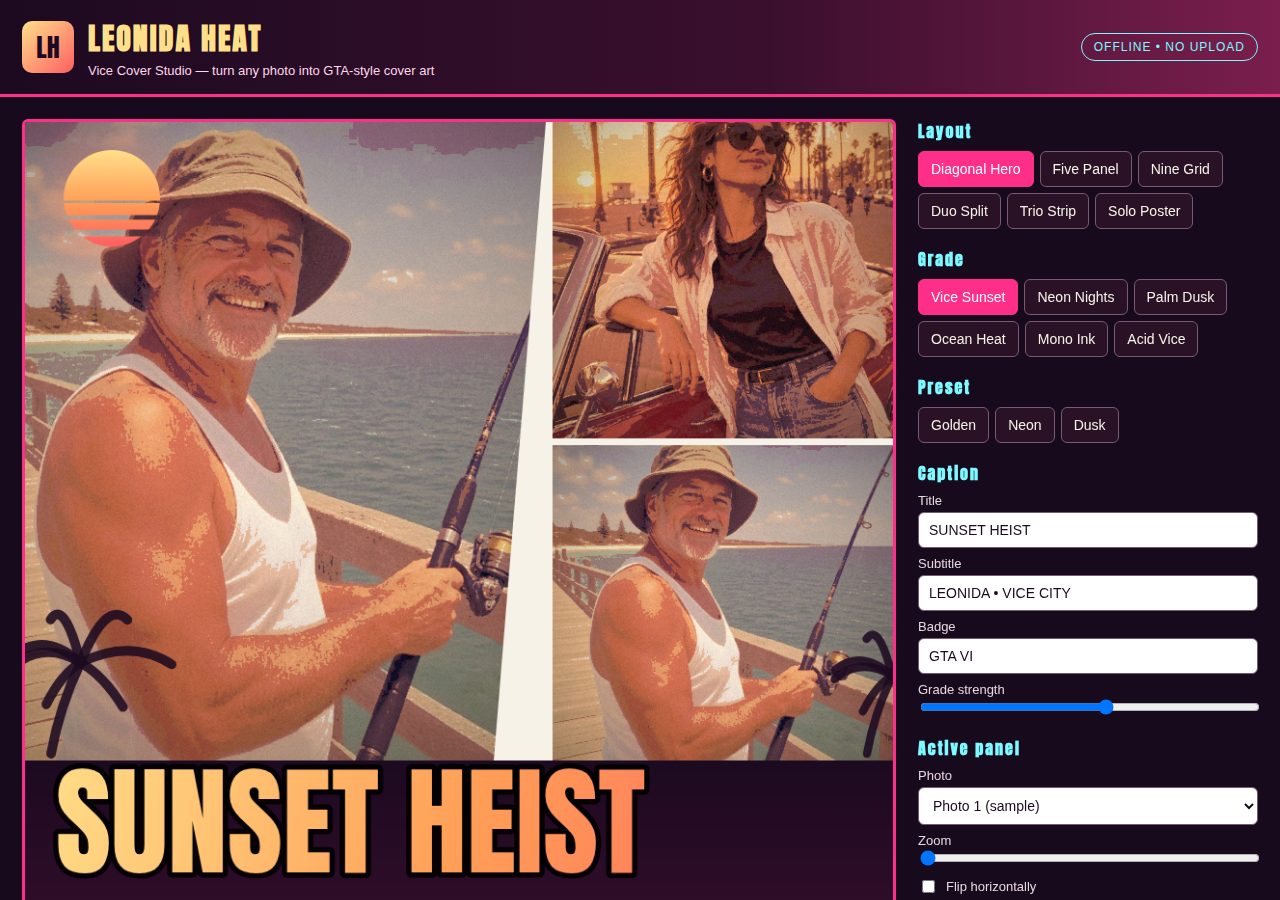 LH
LEONIDA HEAT
Vice Cover Studio — turn any photo into GTA-style cover art
OFFLINE • NO UPLOAD
SUNSET HEIST
Layout
Diagonal Hero
Five Panel
Nine Grid
Duo Split
Trio Strip
Solo Poster
Grade
Vice Sunset
Neon Nights
Palm Dusk
Ocean Heat
Mono Ink
Acid Vice
Preset
Golden
Neon
Dusk
Caption
Title
SUNSET HEIST
Subtitle
LEONIDA • VICE CITY
Badge
GTA VI
Grade strength
Active panel
Photo
Photo 1 (sample)
Zoom
Flip horizontally